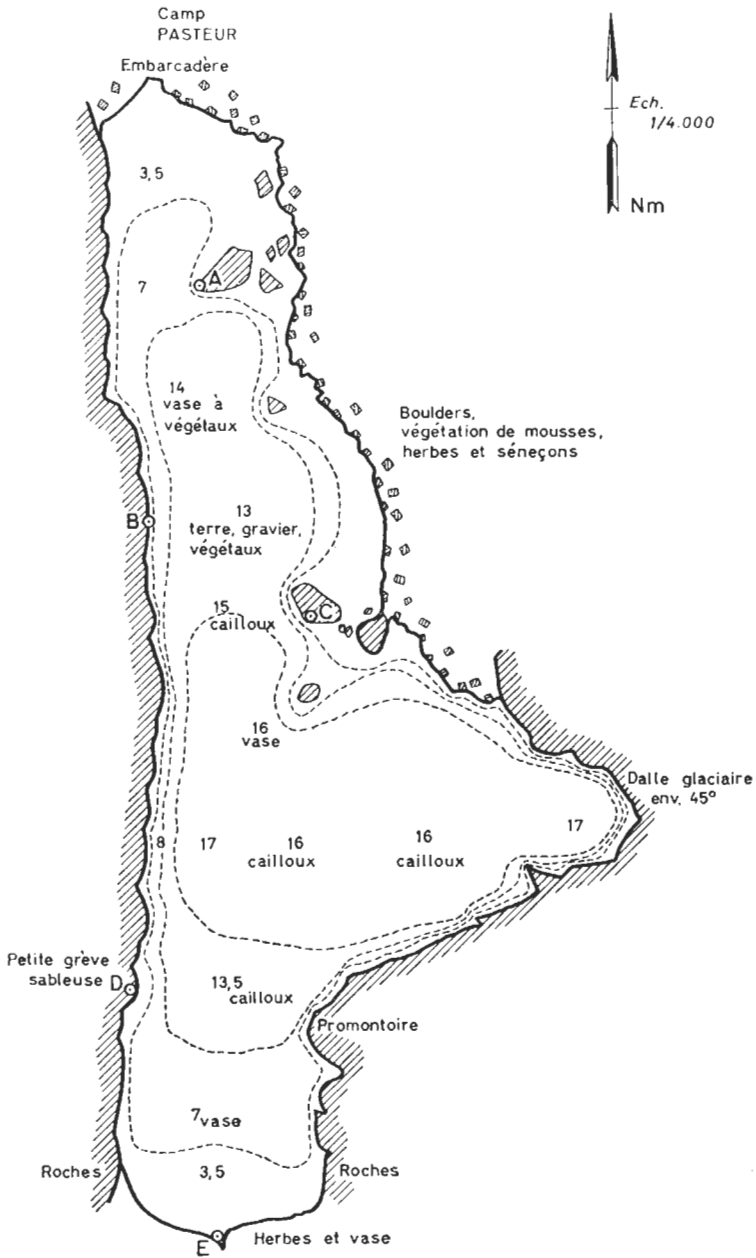 Camp
PASTEUR
Embarcadère
Ech.
1/4.000
Nm
3,5
A
7
14
vase à
végétaux
Boulders,
végétation de mousses,
herbes et séneçons
B
13
terre, gravier,
végétaux
C
15
cailloux
16
vase
Dalle glaciaire
env. 45°
8
17
16
cailloux
16
cailloux
17
Petite grève
sableuse
D
13,5
cailloux
Promontoire
7 vase
Roches
3,5
Roches
E
Herbes et vase